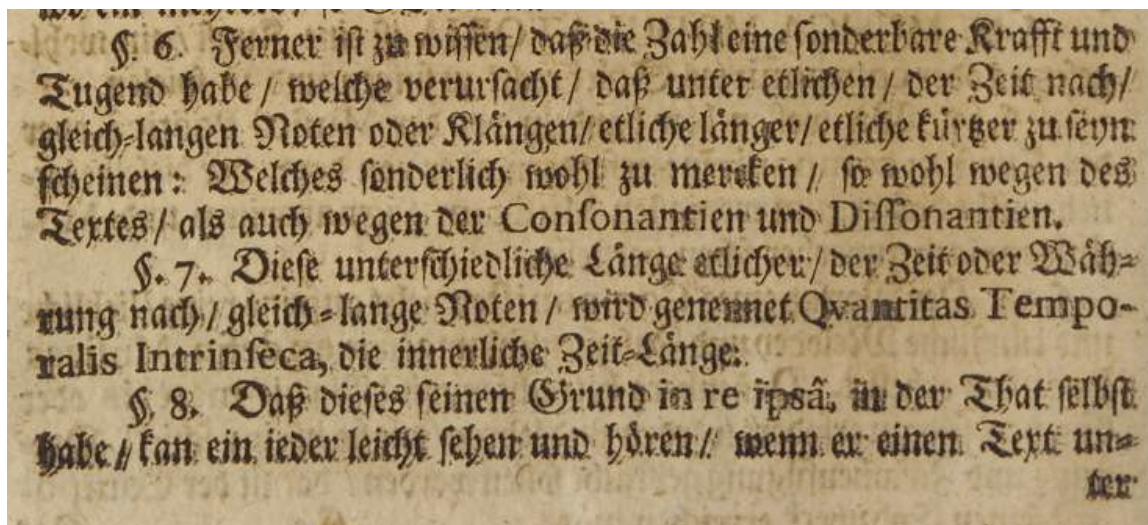 §. 6. Ferner ist zu wissen/ daß die Zahl eine sonderbare Krafft und
Tugend habe/ welche verursacht/ daß unter etlichen/ der Zeit nach/
gleich-langen Noten oder Klängen/ etliche länger/ etliche kürtzer zu seyn
scheinen: Welches sonderlich wohl zu mercken/ so wohl wegen des
Textes/ als auch wegen der Consonantien und Dissonantien.
§. 7. Diese unterschiedliche Länge etlicher/ der Zeit oder Wäh-
rung nach/ gleich-lange Noten/ wird genennet Qvantitas Tempo-
ralis Intrinseca, die innerliche Zeit-Länge.
§. 8. Daß dieses seinen Grund in re ipsâ, in der That selbst
habe/ kan ein ieder leicht sehen und hören/ wenn er einen Text un-
ter